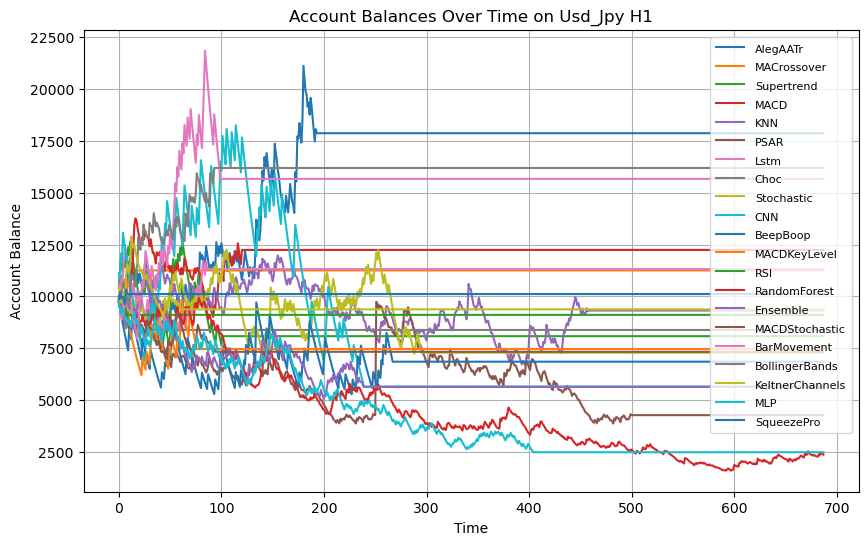 Account Balances Over Time on Usd_Jpy H1
22500
20000
17500
15000
12500
10000
7500
5000
2500
Account Balance
0
100
200
300
400
500
600
700
Time
AlegAATr
MACrossover
Supertrend
MACD
KNN
PSAR
Lstm
Choc
Stochastic
CNN
BeepBoop
MACDKeyLevel
RSI
RandomForest
Ensemble
MACDStochastic
BarMovement
BollingerBands
KeltnerChannels
MLP
SqueezePro